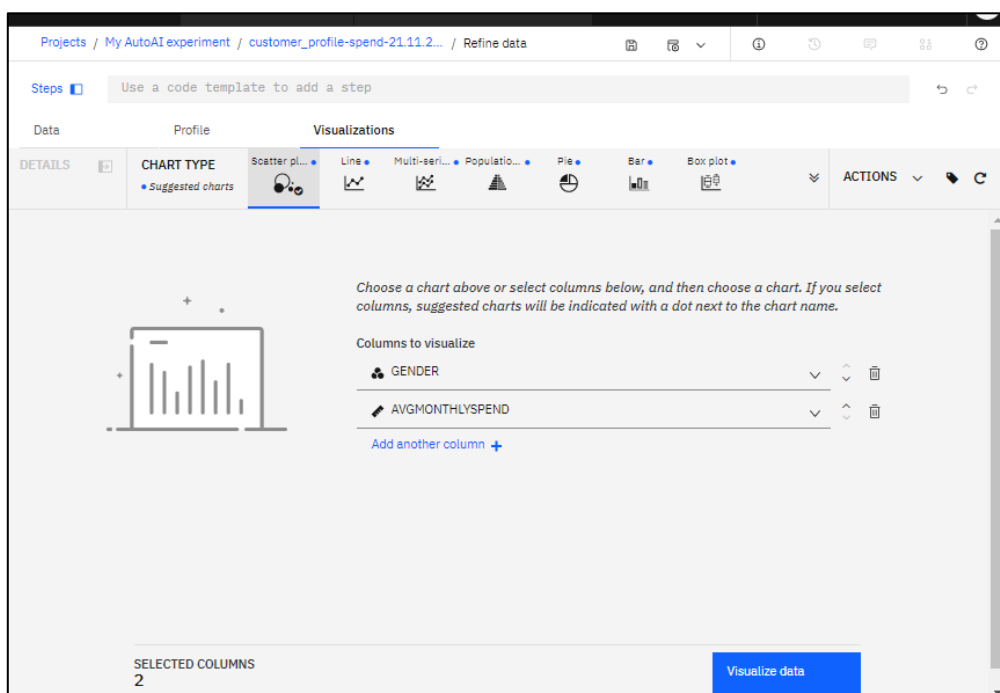 Projects / My AutoAI experiment / customer_profile-spend-21.11.2... / Refine data
Steps Use a code template to add a step
Data Profile Visualizations
DETAILS CHART TYPE Scatter pl... Line Multi-seri... Populatio... Pie Bar Box plot ACTIONS
Suggested charts
Choose a chart above or select columns below, and then choose a chart. If you select
columns, suggested charts will be indicated with a dot next to the chart name.
Columns to visualize
GENDER
AVGMONTHLYSPEND
Add another column +
SELECTED COLUMNS
2
Visualize data